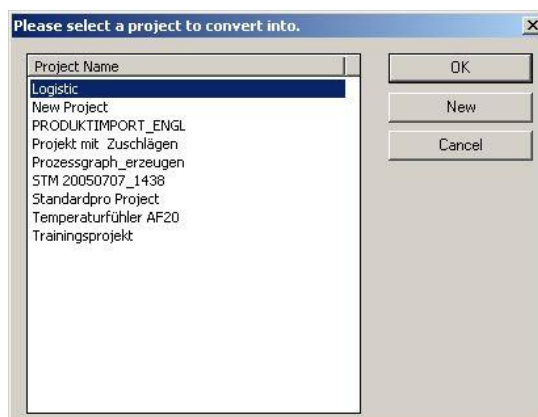 Please select a project to convert into.
Project Name
Logistic
New Project
PRODUKTIMPORT_ENGL
Projekt mit Zuschlägen
Prozessgraph_erzeugen
STM 20050707_1438
Standardpro Project
Temperaturfühler AF20
Trainingsprojekt
OK
New
Cancel